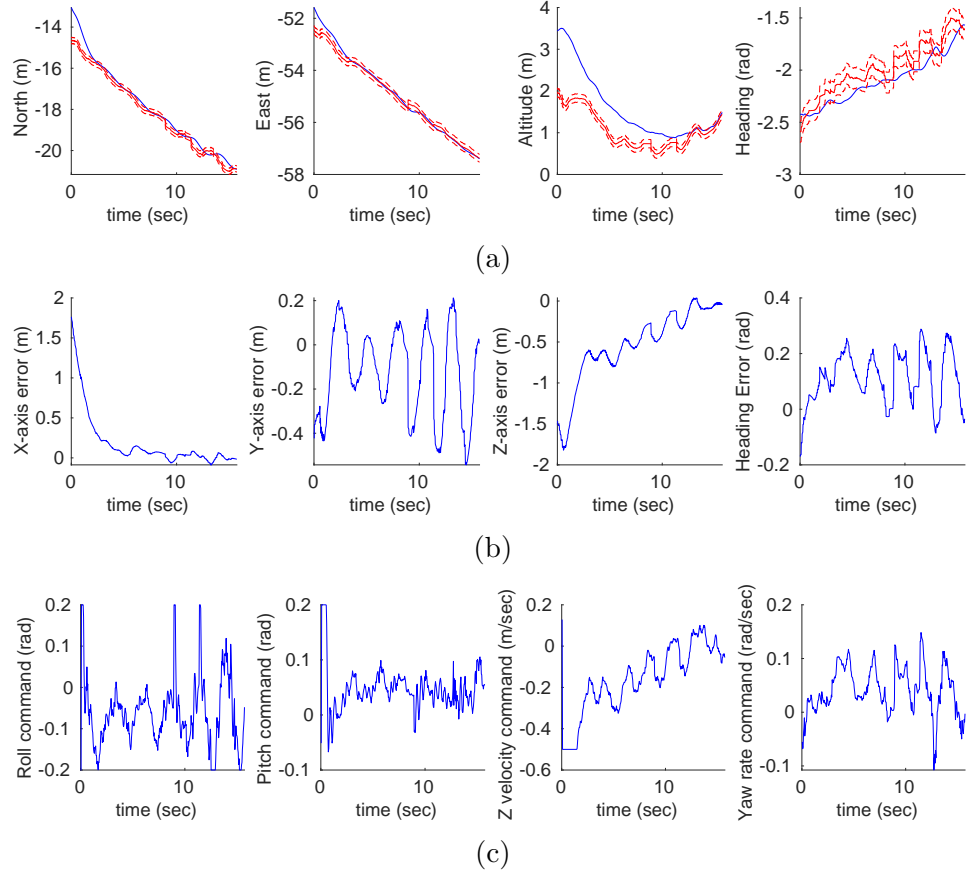 North (m)
-14
-16
-18
-20
0
10
time (sec)
East (m)
-52
-54
-56
-58
0
10
time (sec)
Altitude (m)
4
3
2
1
0
0
10
time (sec)
Heading (rad)
-1.5
-2
-2.5
-3
0
10
time (sec)
(a)
X-axis error (m)
2
1.5
1
0.5
0
0
10
time (sec)
Y-axis error (m)
0.2
0
-0.2
-0.4
0
10
time (sec)
Z-axis error (m)
0
-0.5
-1
-1.5
-2
0
10
time (sec)
Heading Error (rad)
0.4
0.2
0
-0.2
0
10
time (sec)
(b)
Roll command (rad)
0.2
0.1
0
-0.1
-0.2
0
10
time (sec)
Pitch command (rad)
0.2
0.1
0
-0.1
0
10
time (sec)
Z velocity command (m/sec)
0.2
0
-0.2
-0.4
-0.6
0
10
time (sec)
Yaw rate command (rad/sec)
0.2
0.1
0
-0.1
0
10
time (sec)
(c)